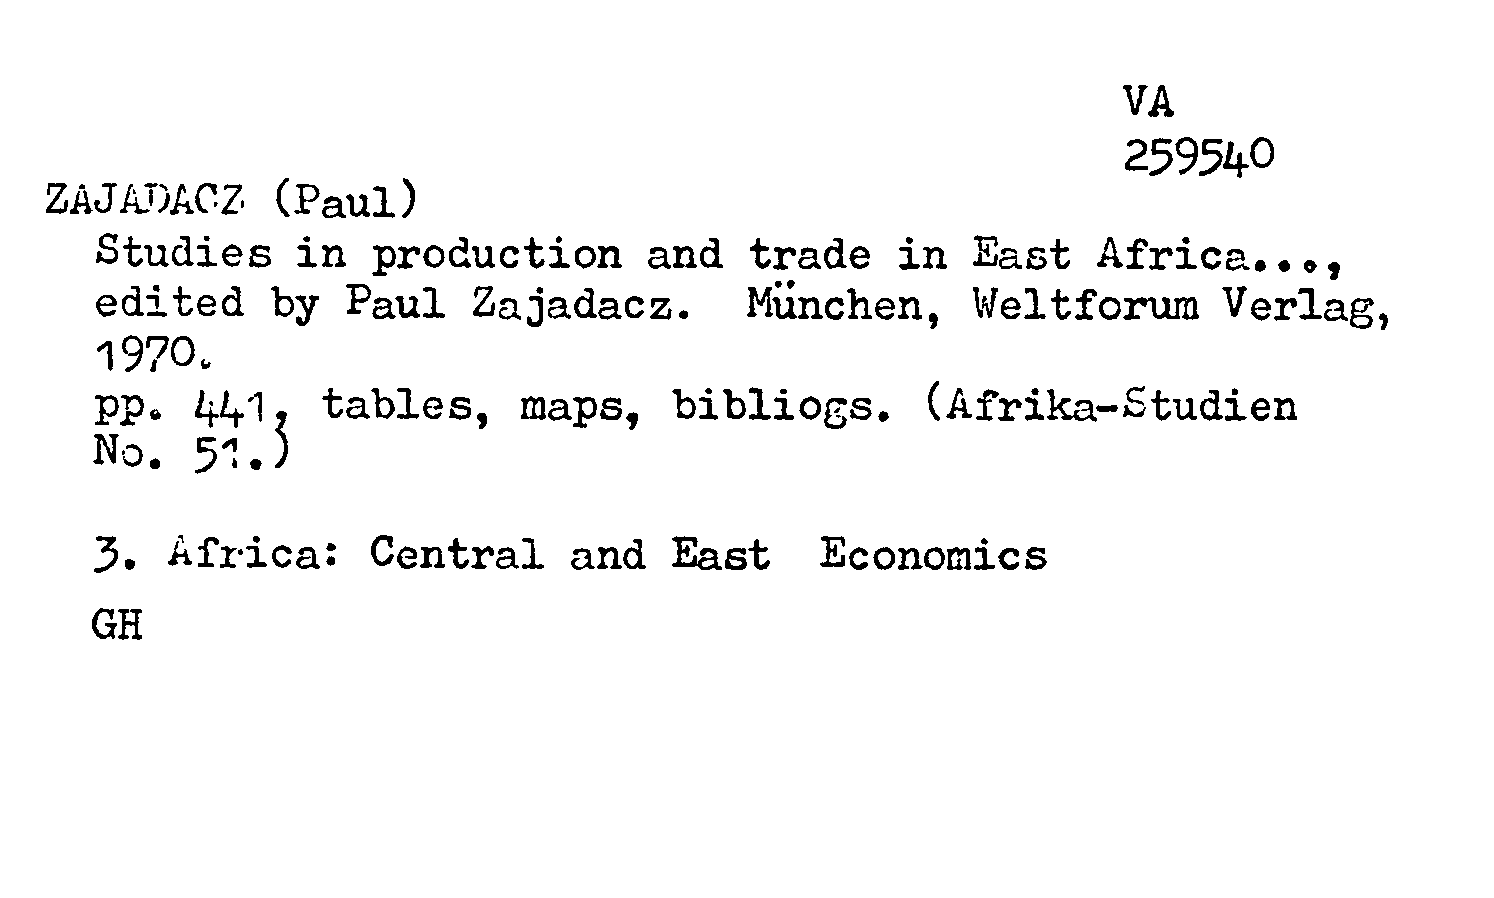 VA
259540
ZAJADACZ (Paul)
Studies in production and trade in East Africa...,
edited by Paul Zajadacz. München, Weltforum Verlag,
1970.
pp. 441, tables, maps, bibliogs. (Afrika-Studien
No. 51.)
3. Africa: Central and East Economics
GH